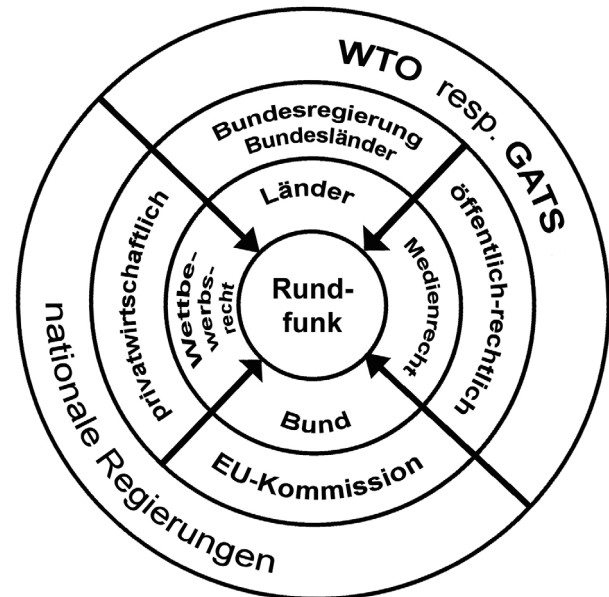 WTO resp. GATS
Bundesregierung
Bundesländer
Länder
privatwirtschaftlich
Wettbe-
werbs-
recht
Rund-
funk
Medienrecht
öffentlich-rechtlich
Bund
EU-Kommission
nationale Regierungen